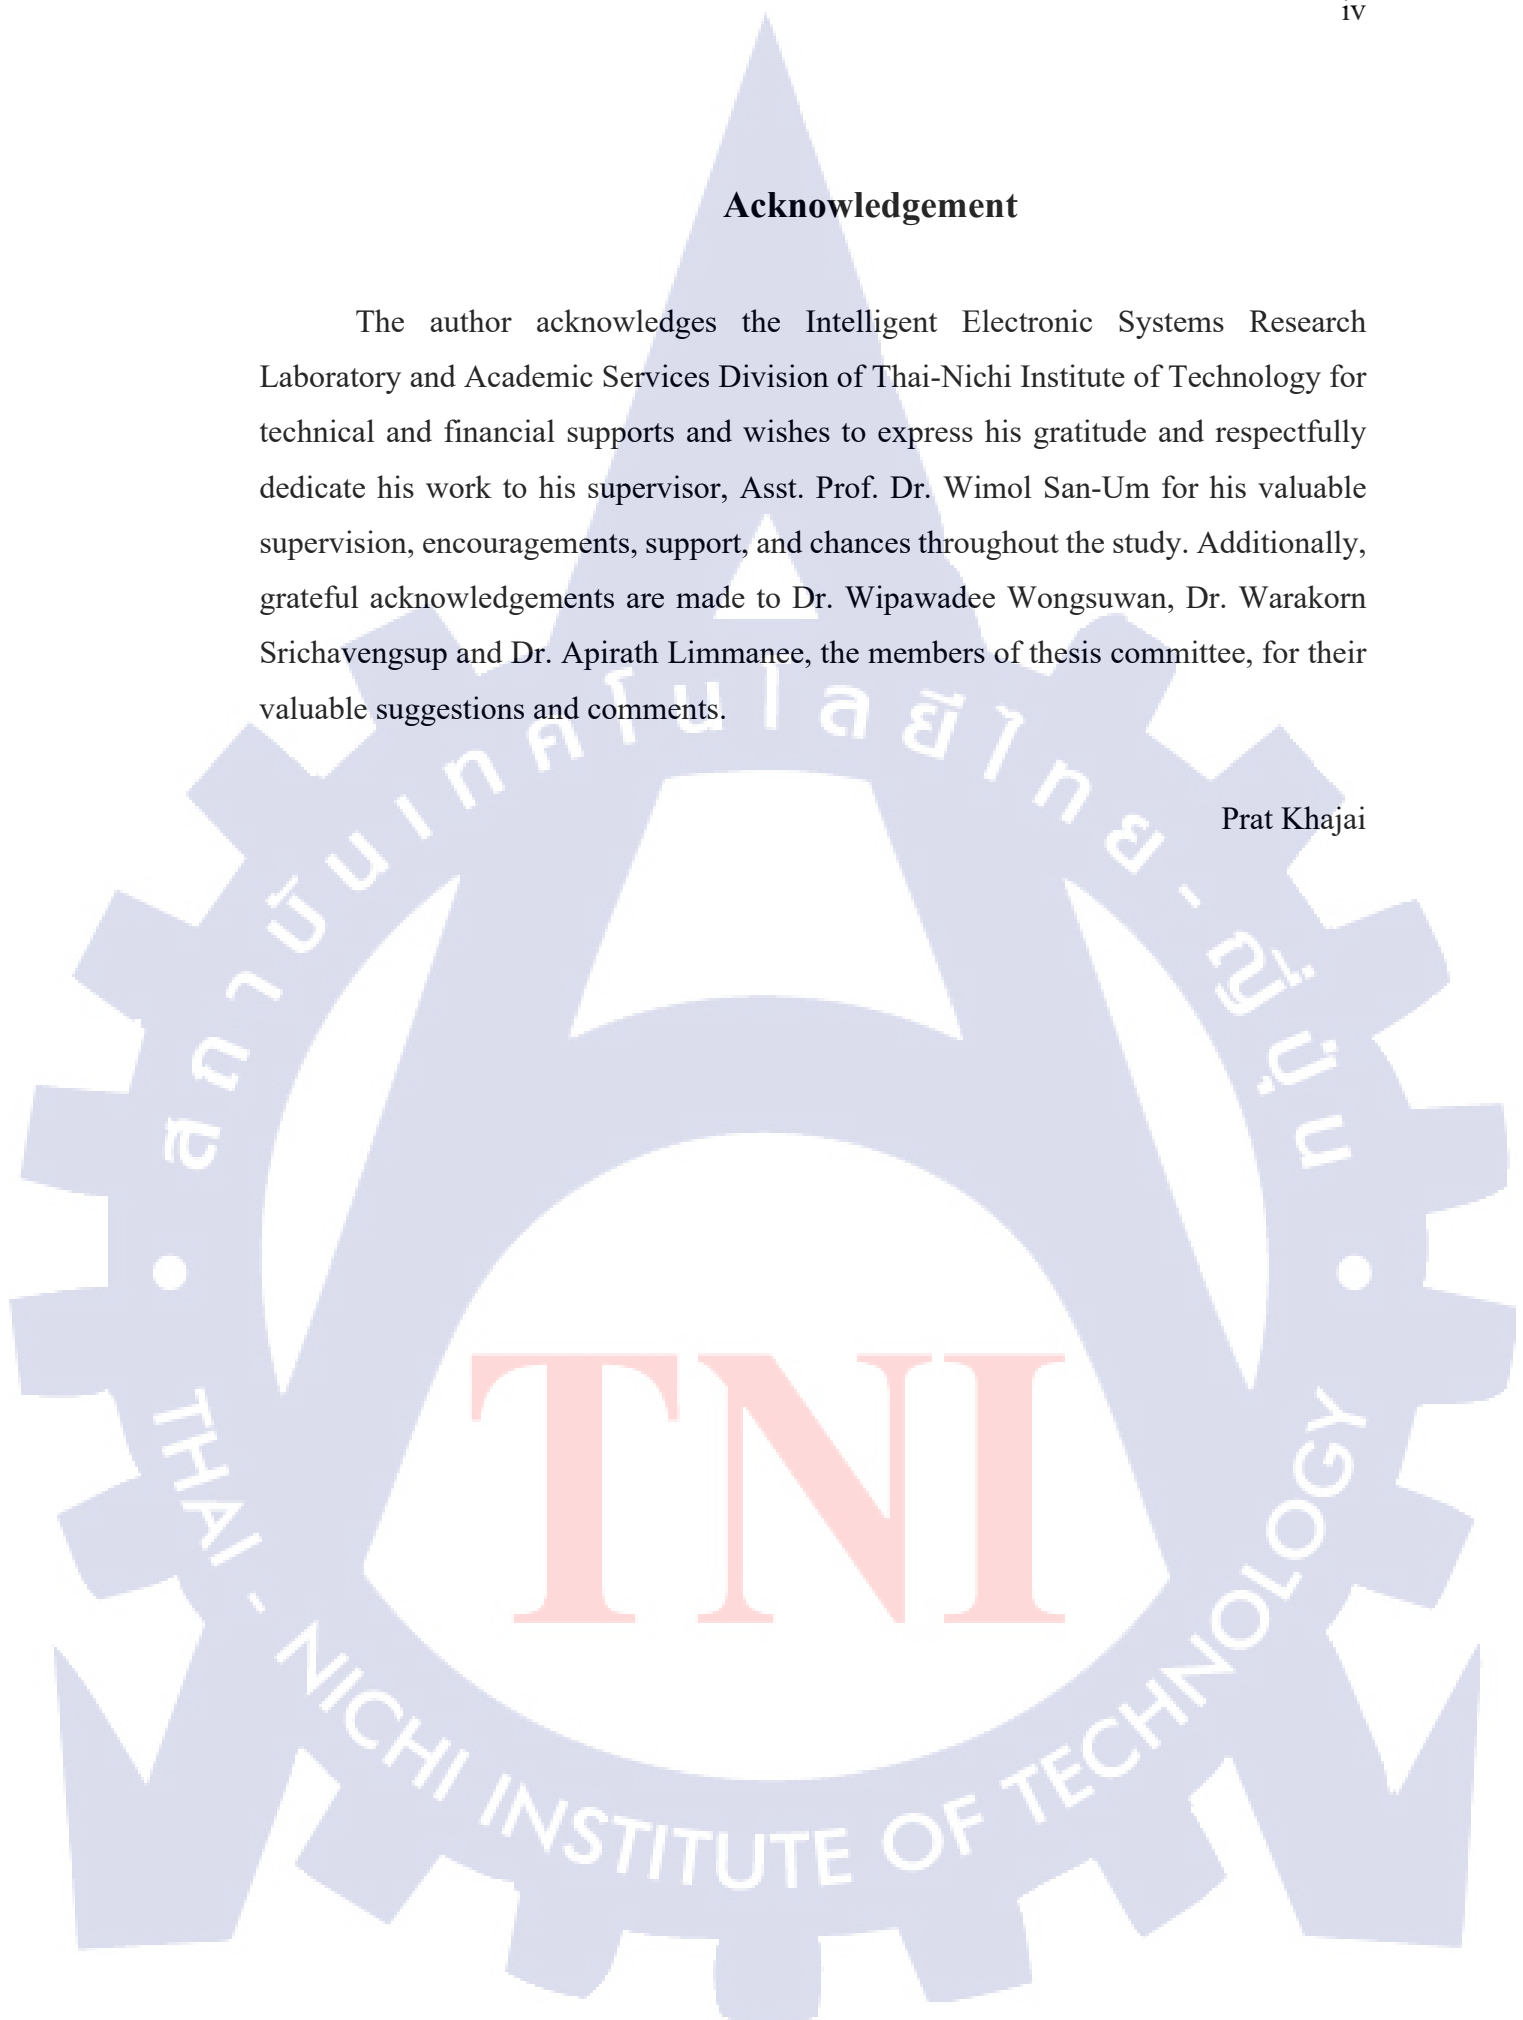 iv
Acknowledgement
The author acknowledges the Intelligent Electronic Systems Research
Laboratory and Academic Services Division of Thai-Nichi Institute of Technology for
technical and financial supports and wishes to express his gratitude and respectfully
dedicate his work to his supervisor, Asst. Prof. Dr. Wimol San-Um for his valuable
supervision, encouragements, support, and chances throughout the study. Additionally,
grateful acknowledgements are made to Dr. Wipawadee Wongsuwan, Dr. Warakorn
Srichavengsup and Dr. Apirath Limmanee, the members of thesis committee, for their
valuable suggestions and comments.
Prat Khajai
สถาบันเทคโนโลยีไทย-ญี่ปุ่น
TNI
THAI - NICHI INSTITUTE OF TECHNOLOGY